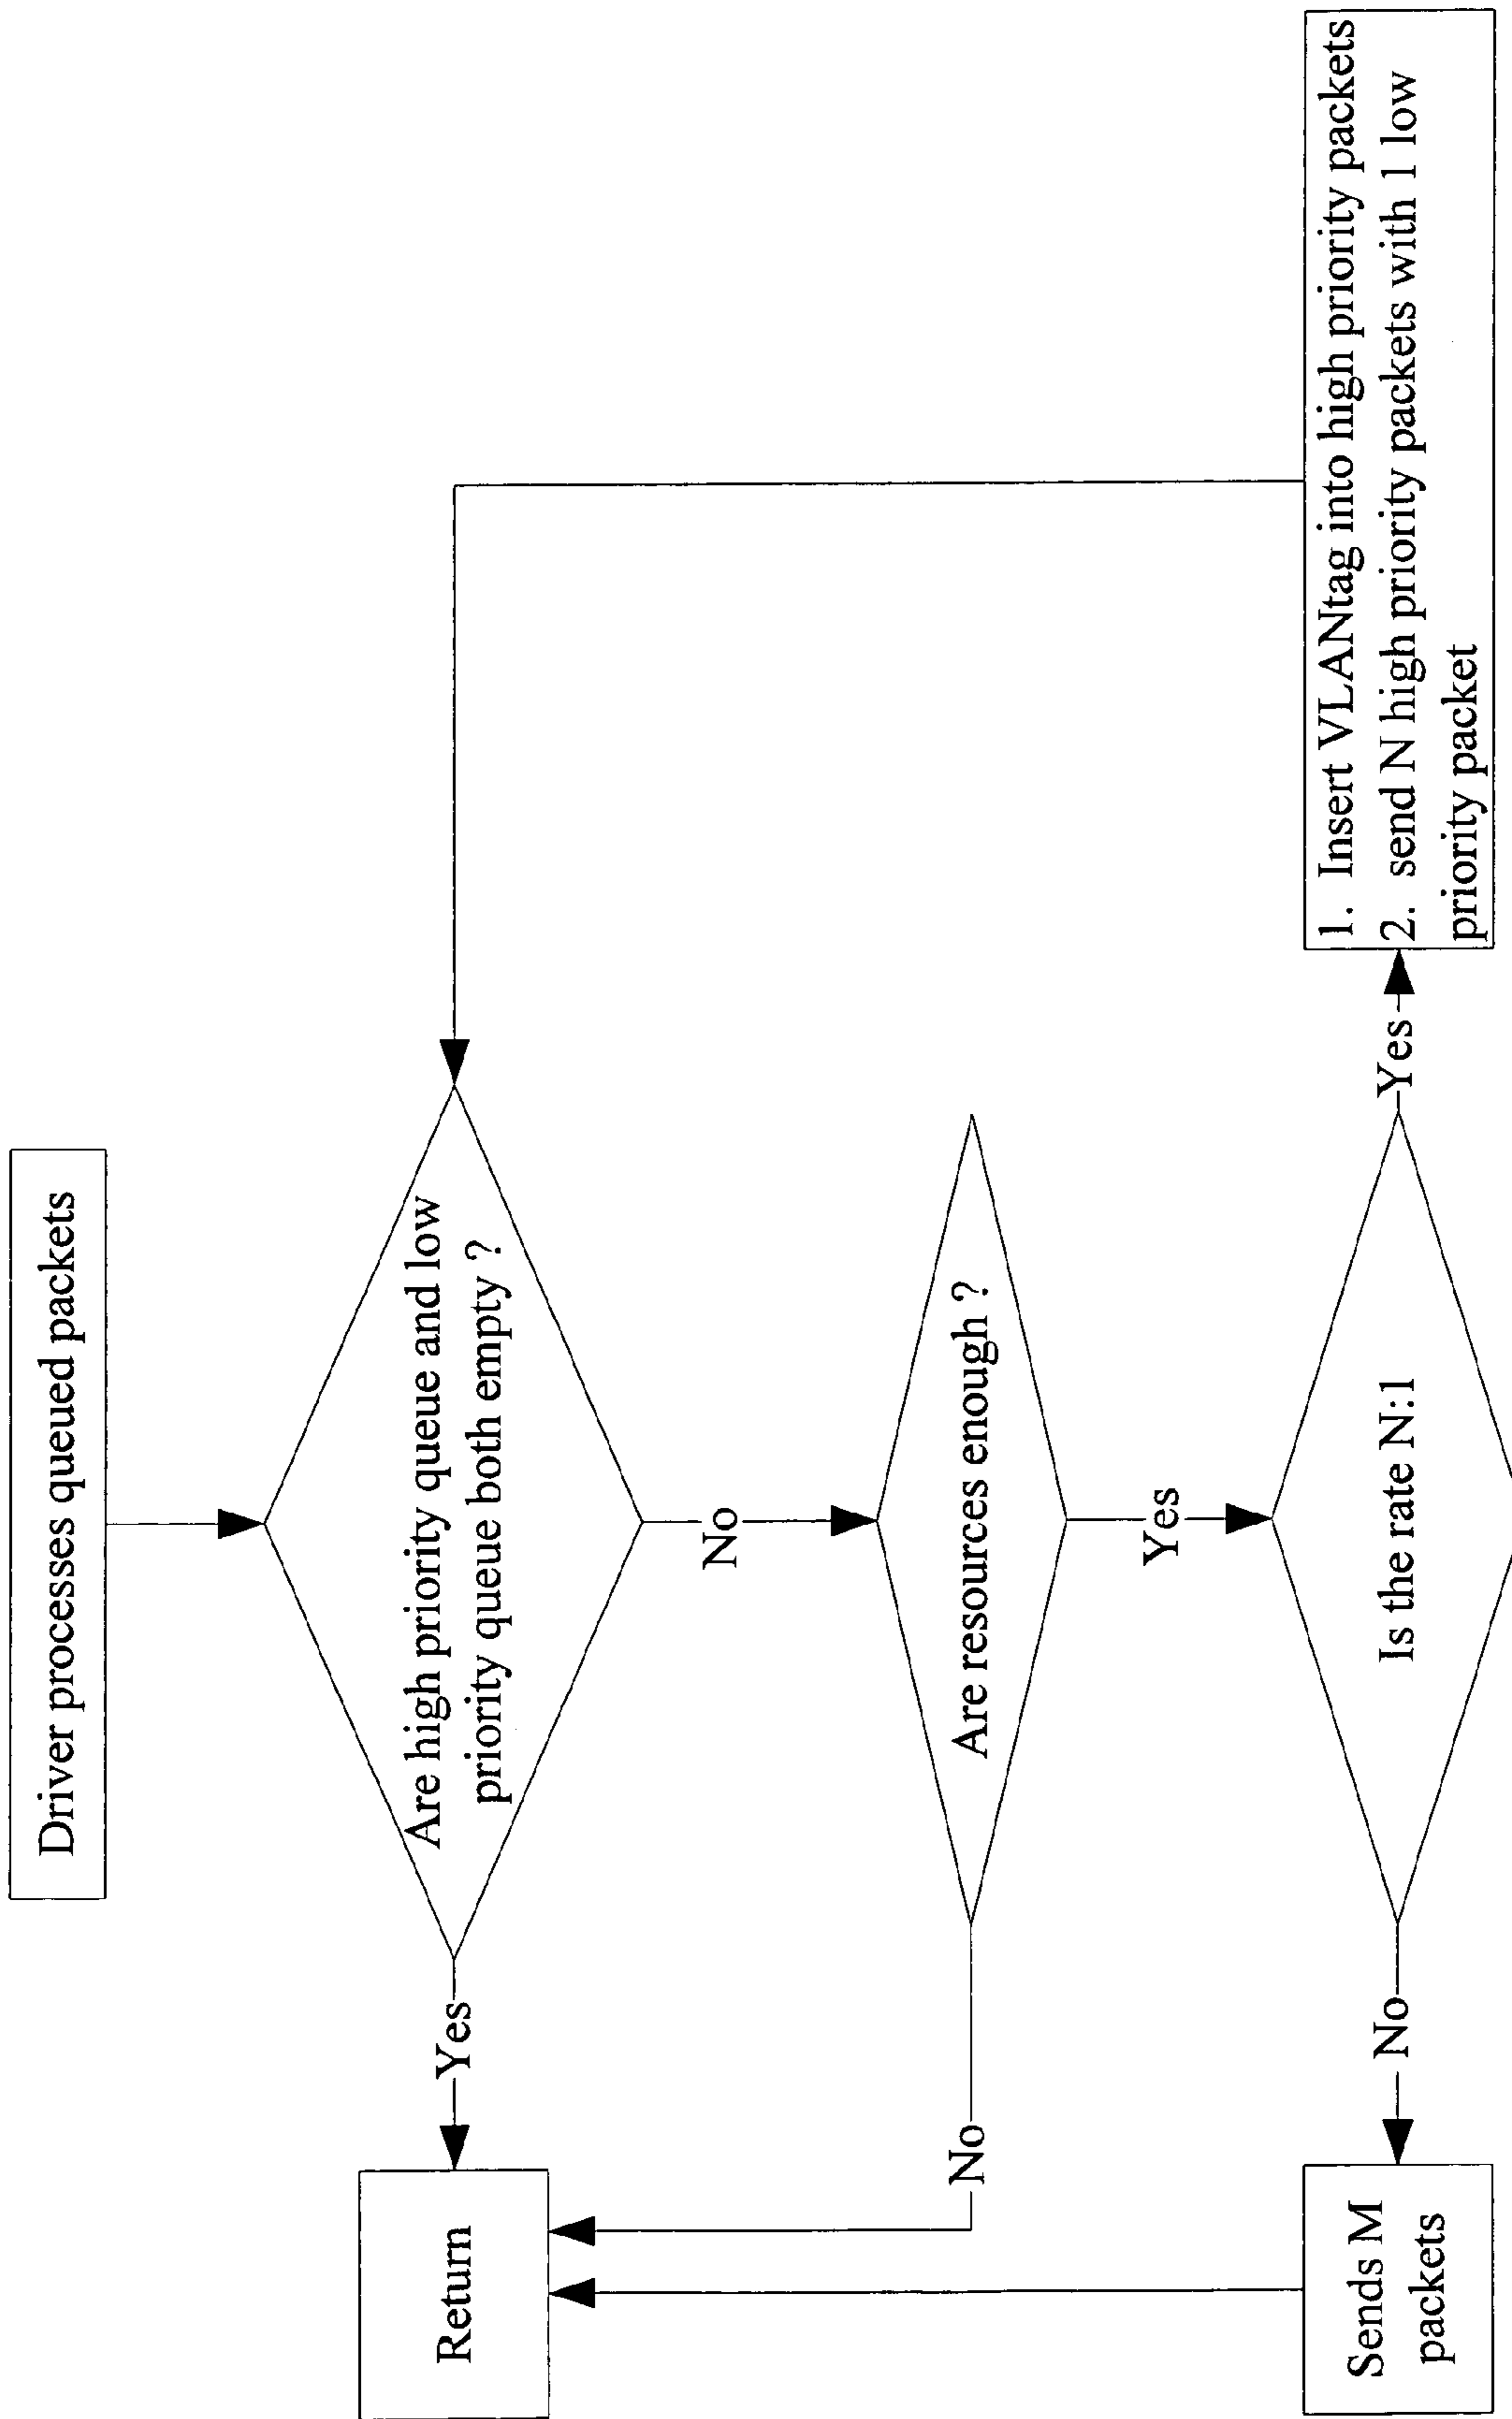 Driver processes queued packets
Are high priority queue and low
priority queue both empty ?
Yes
Return
No
Are resources enough ?
No
Yes
Is the rate N:1
No
Sends M
packets
Yes
1. Insert VLANtag into high priority packets
2. send N high priority packets with 1 low
priority packet